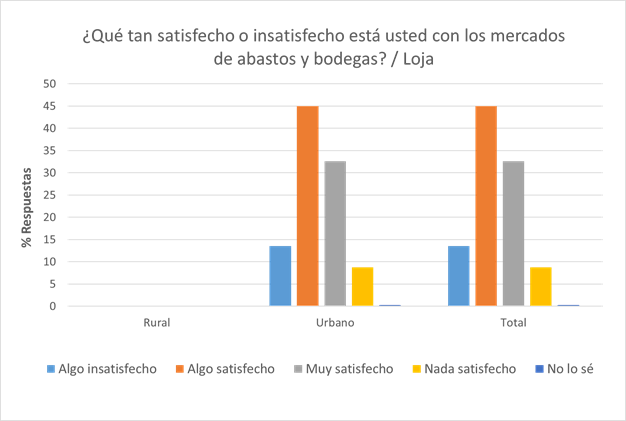 ¿Qué tan satisfecho o insatisfecho está usted con los mercados
de abastos y bodegas? / Loja
50
45
40
35
30
25
20
15
10
5
0
% Respuestas
Rural
Urbano
Total
Algo insatisfecho
Algo satisfecho
Muy satisfecho
Nada satisfecho
No lo sé